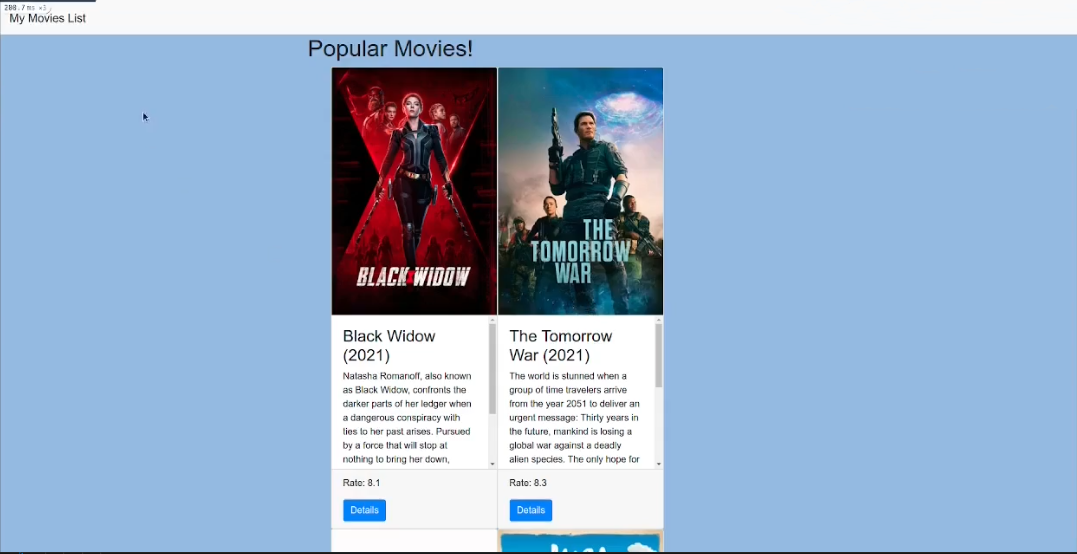 280.7 ms ×3
My Movies List
Popular Movies!
BLACK WIDOW
THE
TOMORROW
WAR
Black Widow
(2021)
Natasha Romanoff, also known
as Black Widow, confronts the
darker parts of her ledger when
a dangerous conspiracy with
ties to her past arises. Pursued
by a force that will stop at
nothing to bring her down,
Rate: 8.1
Details
The Tomorrow
War (2021)
The world is stunned when a
group of time travelers arrive
from the year 2051 to deliver an
urgent message: Thirty years in
the future, mankind is losing a
global war against a deadly
alien species. The only hope for
Rate: 8.3
Details